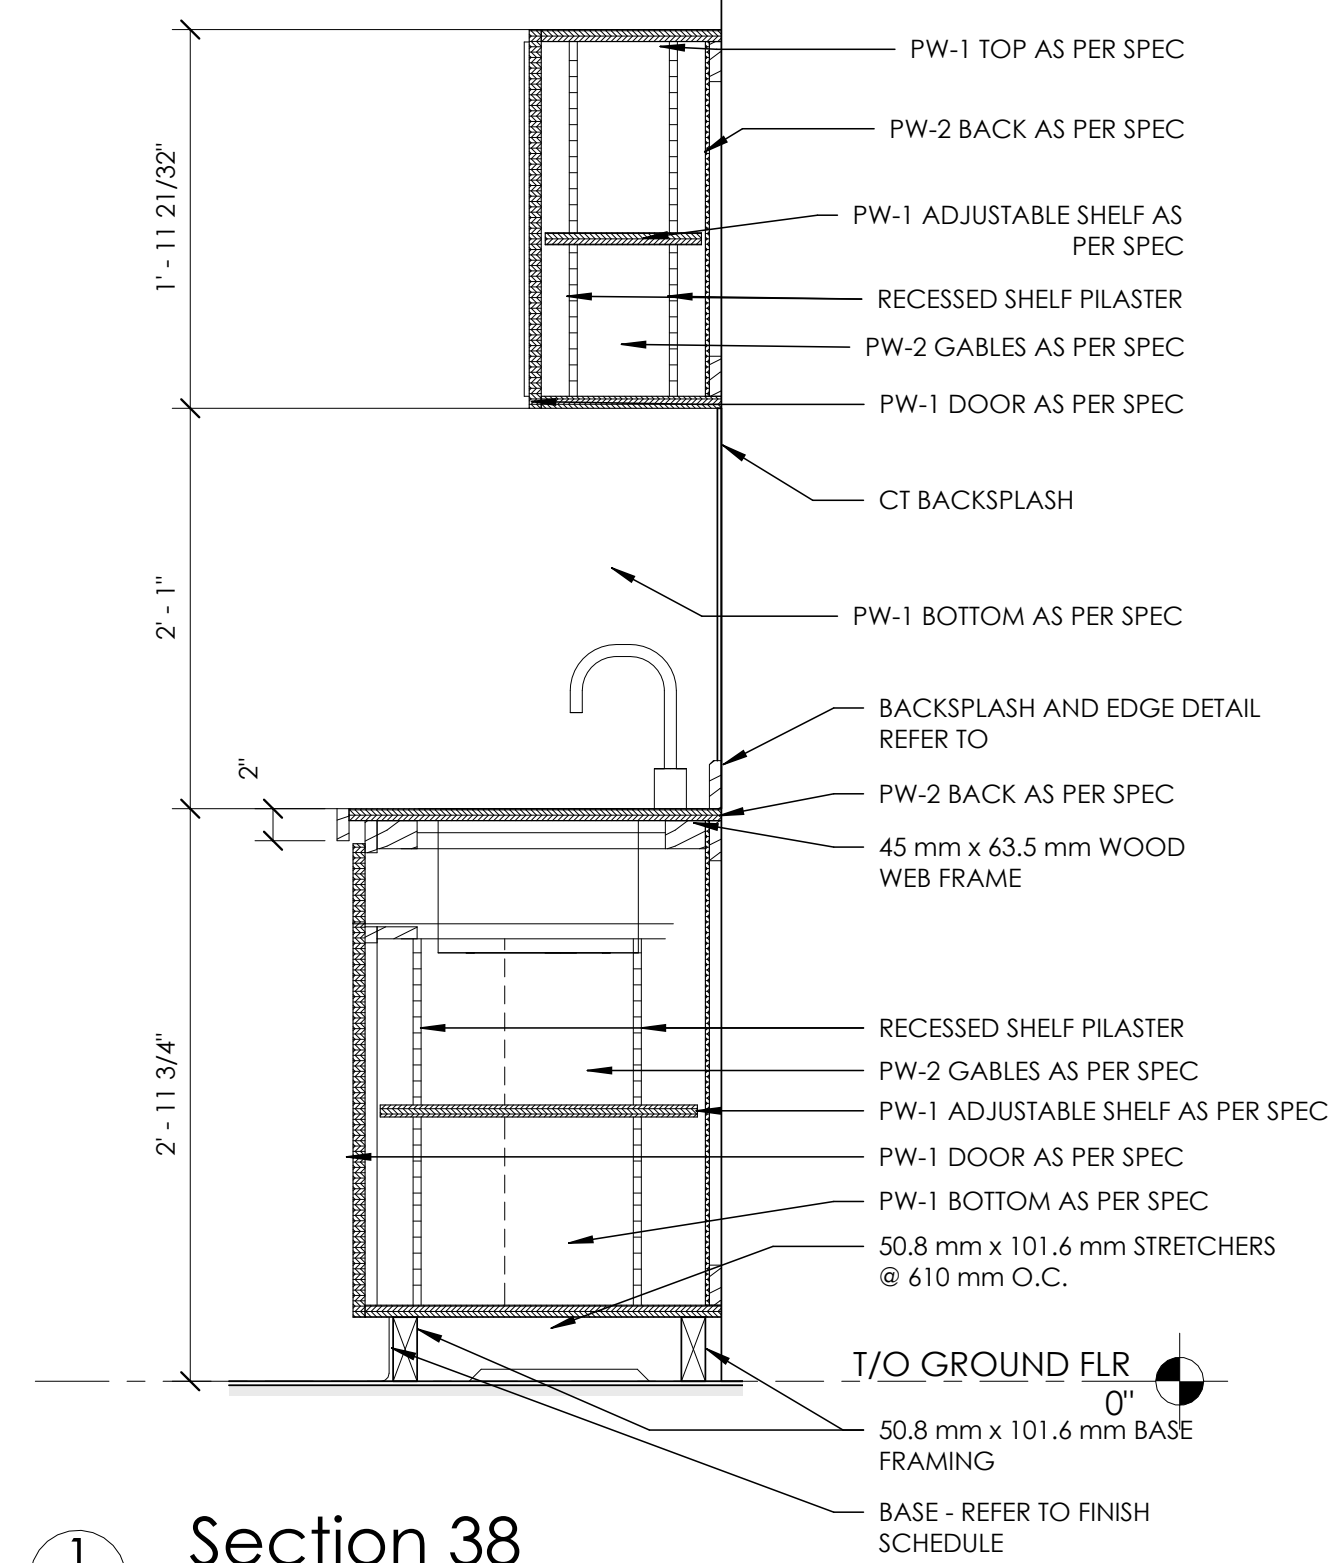 PW-1 TOP AS PER SPEC
PW-2 BACK AS PER SPEC
1' - 11 21/32"
PW-1 ADJUSTABLE SHELF AS
PER SPEC
RECESSED SHELF PILASTER
PW-2 GABLES AS PER SPEC
PW-1 DOOR AS PER SPEC
CT BACKSPLASH
2' - 1"
PW-1 BOTTOM AS PER SPEC
BACKSPLASH AND EDGE DETAIL
REFER TO
2"
PW-2 BACK AS PER SPEC
45 mm x 63.5 mm WOOD
WEB FRAME
RECESSED SHELF PILASTER
PW-2 GABLES AS PER SPEC
2' - 11 3/4"
PW-1 ADJUSTABLE SHELF AS PER SPEC
PW-1 DOOR AS PER SPEC
PW-1 BOTTOM AS PER SPEC
50.8 mm x 101.6 mm STRETCHERS
@ 610 mm O.C.
T/O GROUND FLR
0"
50.8 mm x 101.6 mm BASE
FRAMING
BASE - REFER TO FINISH
SCHEDULE
1
Section 38